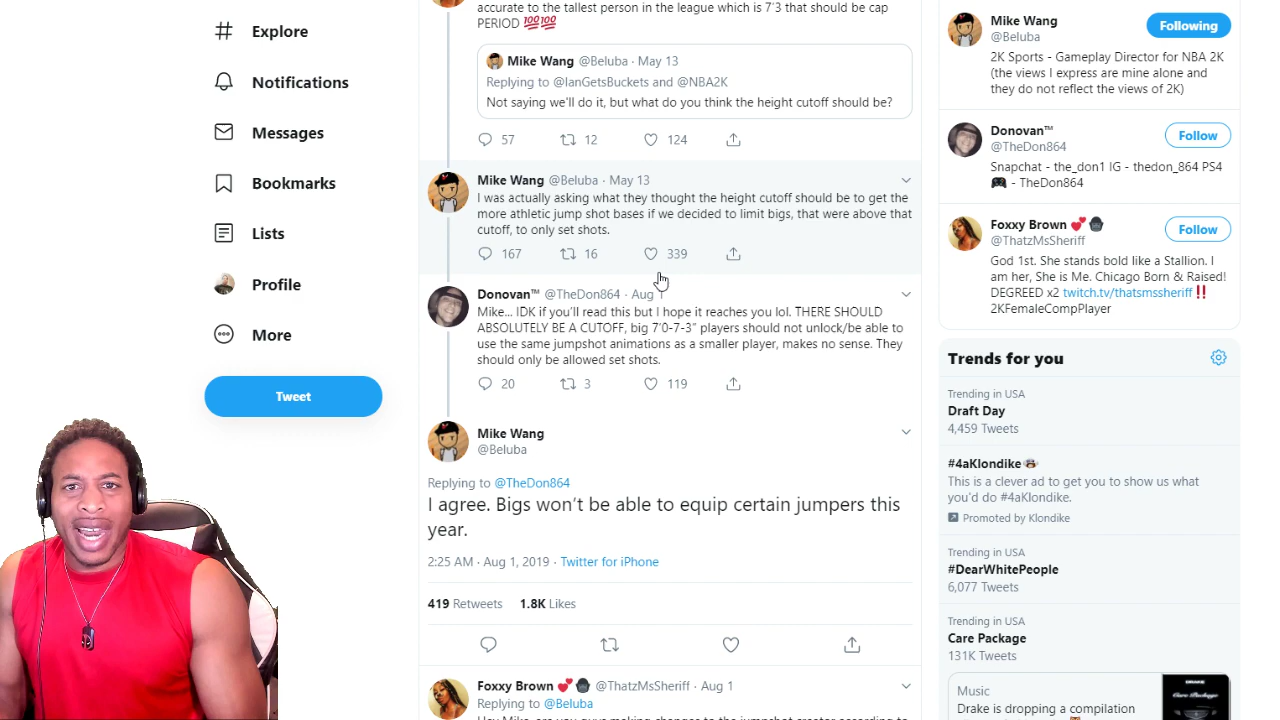 Explore
Notifications
Messages
Bookmarks
Lists
Profile
More
Tweet
accurate to the tallest person in the league which is 7'3 that should be cap
PERIOD 💯💯
Mike Wang @Beluba · May 13
Replying to @IanGetsBuckets and @NBA2K
Not saying we'll do it, but what do you think the height cutoff should be?
57 12 124
Mike Wang @Beluba · May 13
I was actually asking what they thought the height cutoff should be to get the
more athletic jump shot bases if we decided to limit bigs, that were above that
cutoff, to only set shots.
167 16 339
Donovan™ @TheDon864 · Aug 1
Mike... IDK if you'll read this but I hope it reaches you lol. THERE SHOULD
ABSOLUTELY BE A CUTOFF, big 7'0-7-3" players should not unlock/be able to
use the same jumpshot animations as a smaller player, makes no sense. They
should only be allowed set shots.
20 3 119
Mike Wang
@Beluba
Replying to @TheDon864
I agree. Bigs won't be able to equip certain jumpers this
year.
2:25 AM · Aug 1, 2019 · Twitter for iPhone
419 Retweets 1.8K Likes
Foxxy Brown 💕 @ThatzMsSheriff · Aug 1
Replying to @Beluba
Hey Mike, are you guys making changes to the jumpshot creator according to
Mike Wang
@Beluba
Following
2K Sports - Gameplay Director for NBA 2K
(the views I express are mine alone and
they do not reflect the views of 2K)
Donovan™
@TheDon864
Follow
Snapchat - the_don1 IG - thedon_864 PS4
🎮 - TheDon864
Foxxy Brown 💕
@ThatzMsSheriff
Follow
God 1st. She stands bold like a Stallion. I
am her, She is Me. Chicago Born & Raised!
DEGREED x2 twitch.tv/thatsmssheriff ‼️
2KFemaleCompPlayer
Trends for you
Trending in USA
Draft Day
4,459 Tweets
#4aKlondike
This is a clever ad to get you to show us what
you'd do #4aKlondike.
Promoted by Klondike
Trending in USA
#DearWhitePeople
6,077 Tweets
Trending in USA
Care Package
131K Tweets
Music
Drake is dropping a compilation